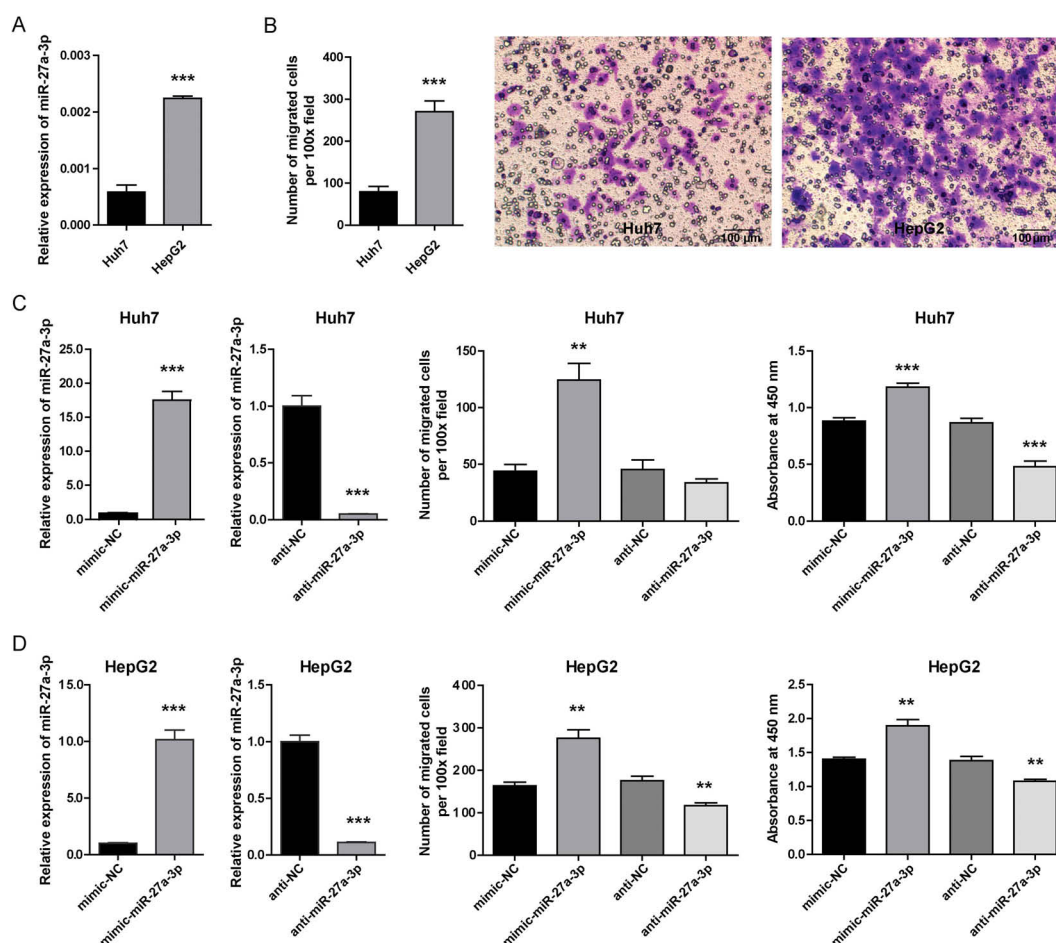 A
Relative expression of miR-27a-3p
0.003
0.002
0.001
0.000
***
Huh7
HepG2
B
Number of migrated cells
per 100x field
400
300
200
100
0
***
Huh7
HepG2
Huh7
100 μm
HepG2
100 μm
C
Huh7
Relative expression of miR-27a-3p
25.0
20.0
15.0
10.0
5.0
0.0
***
mimic-NC
mimic-miR-27a-3p
Huh7
Relative expression of miR-27a-3p
1.5
1.0
0.5
0.0
***
anti-NC
anti-miR-27a-3p
Huh7
Number of migrated cells
per 100x field
150
100
50
0
**
mimic-NC
mimic-miR-27a-3p
anti-NC
anti-miR-27a-3p
Huh7
Absorbance at 450 nm
1.5
1.0
0.5
0.0
***
***
mimic-NC
mimic-miR-27a-3p
anti-NC
anti-miR-27a-3p
D
HepG2
Relative expression of miR-27a-3p
15.0
10.0
5.0
0.0
***
mimic-NC
mimic-miR-27a-3p
HepG2
Relative expression of miR-27a-3p
1.5
1.0
0.5
0.0
***
anti-NC
anti-miR-27a-3p
HepG2
Number of migrated cells
per 100x field
400
300
200
100
0
**
**
mimic-NC
mimic-miR-27a-3p
anti-NC
anti-miR-27a-3p
HepG2
Absorbance at 450 nm
2.5
2.0
1.5
1.0
0.5
0.0
**
**
mimic-NC
mimic-miR-27a-3p
anti-NC
anti-miR-27a-3p